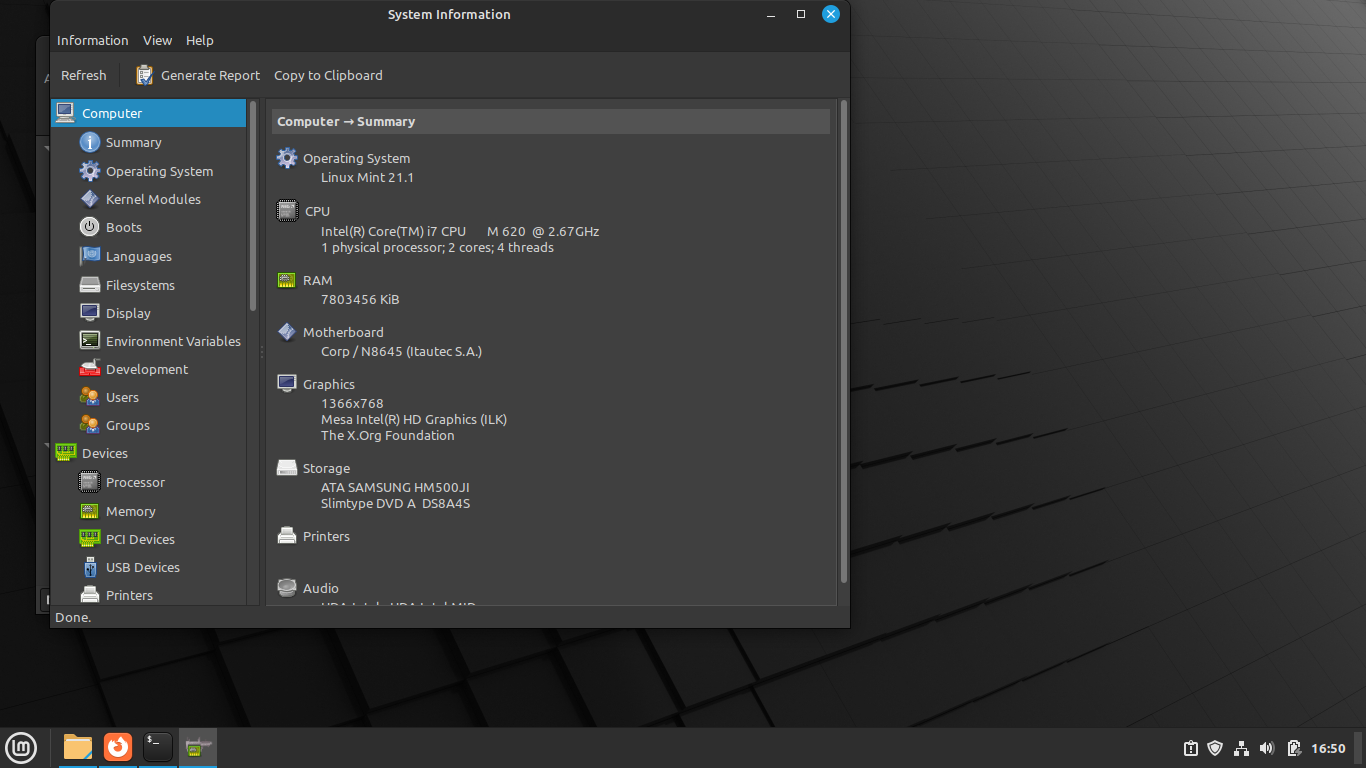 System Information
Information View Help
Refresh Generate Report Copy to Clipboard
Computer
Summary
Operating System
Kernel Modules
Boots
Languages
Filesystems
Display
Environment Variables
Development
Users
Groups
Devices
Processor
Memory
PCI Devices
USB Devices
Printers
Computer → Summary
Operating System
Linux Mint 21.1
CPU
Intel(R) Core(TM) i7 CPU M 620 @ 2.67GHz
1 physical processor; 2 cores; 4 threads
RAM
7803456 KiB
Motherboard
Corp / N8645 (Itautec S.A.)
Graphics
1366x768
Mesa Intel(R) HD Graphics (ILK)
The X.Org Foundation
Storage
ATA SAMSUNG HM500JI
Slimtype DVD A DS8A4S
Printers
Audio
Done.
$_
16:50